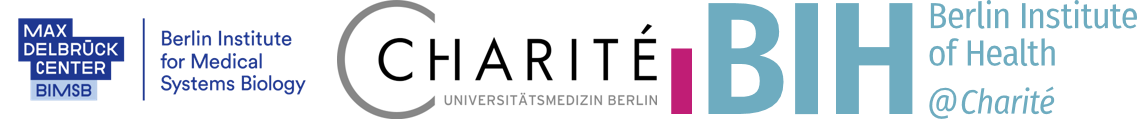 MAX
DELBRÜCK
CENTER
BIMSB
Berlin Institute
for Medical
Systems Biology
CHARITÉ
UNIVERSITÄTSMEDIZIN BERLIN
BIH
Berlin Institute
of Health
@Charité